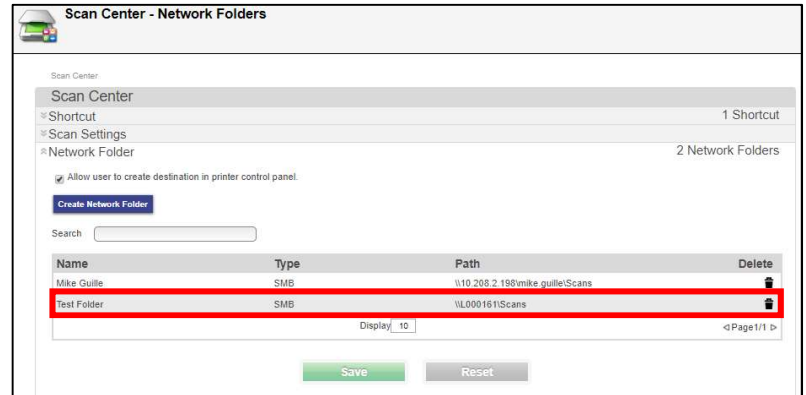 Scan Center - Network Folders
Scan Center
Scan Center
Shortcut 1 Shortcut
Scan Settings
Network Folder 2 Network Folders
Allow user to create destination in printer control panel.
Create Network Folder
Search
Name Type Path Delete
Mike Guille SMB \\10.208.2.198\mike.guille\Scans
Test Folder SMB \\L000161\Scans
Display 10 Page1/1
Save Reset